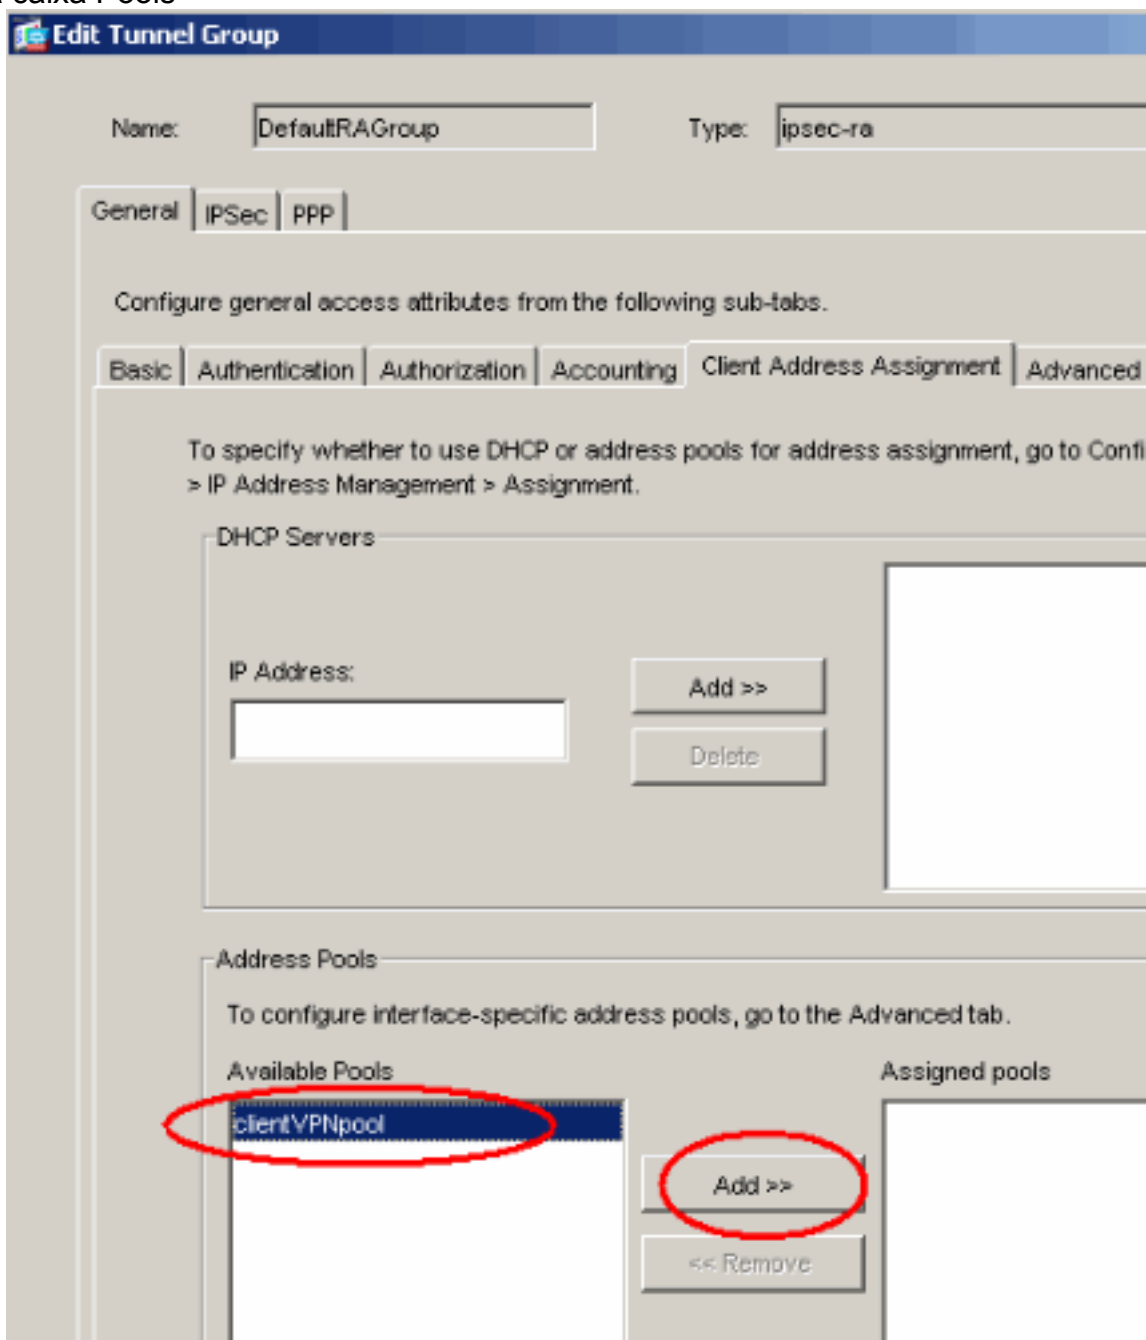 caixa Pools
Edit Tunnel Group
Name: DefaultRAGroup Type: ipsec-ra
General IPSec PPP
Configure general access attributes from the following sub-tabs.
Basic Authentication Authorization Accounting Client Address Assignment Advanced
To specify whether to use DHCP or address pools for address assignment, go to Confi
> IP Address Management > Assignment.
DHCP Servers
IP Address:
Add >>
Delete
Address Pools
To configure interface-specific address pools, go to the Advanced tab.
Available Pools Assigned pools
clientVPNpool
Add >>
<< Remove